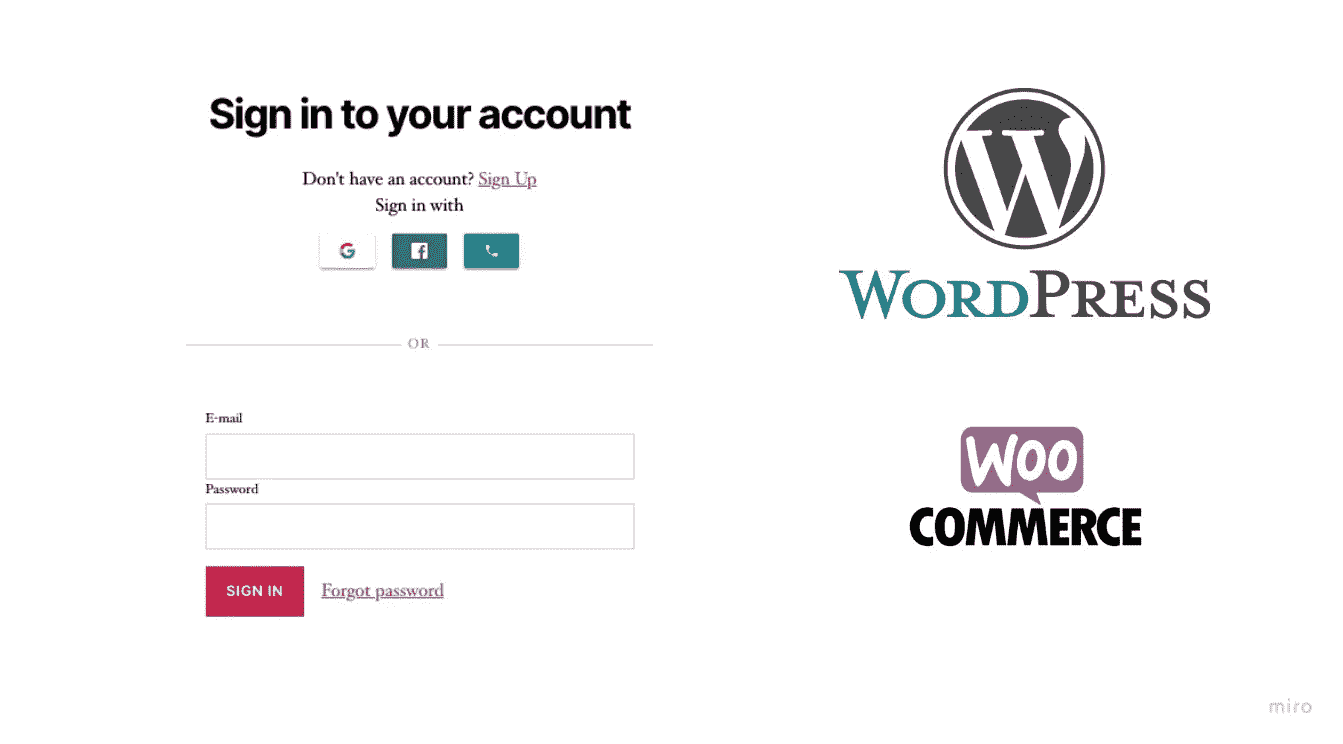 Sign in to your account
Don't have an account? Sign Up
Sign in with
OR
E-mail
Password
SIGN IN Forgot password
WORDPRESS
WOO
COMMERCE
miro